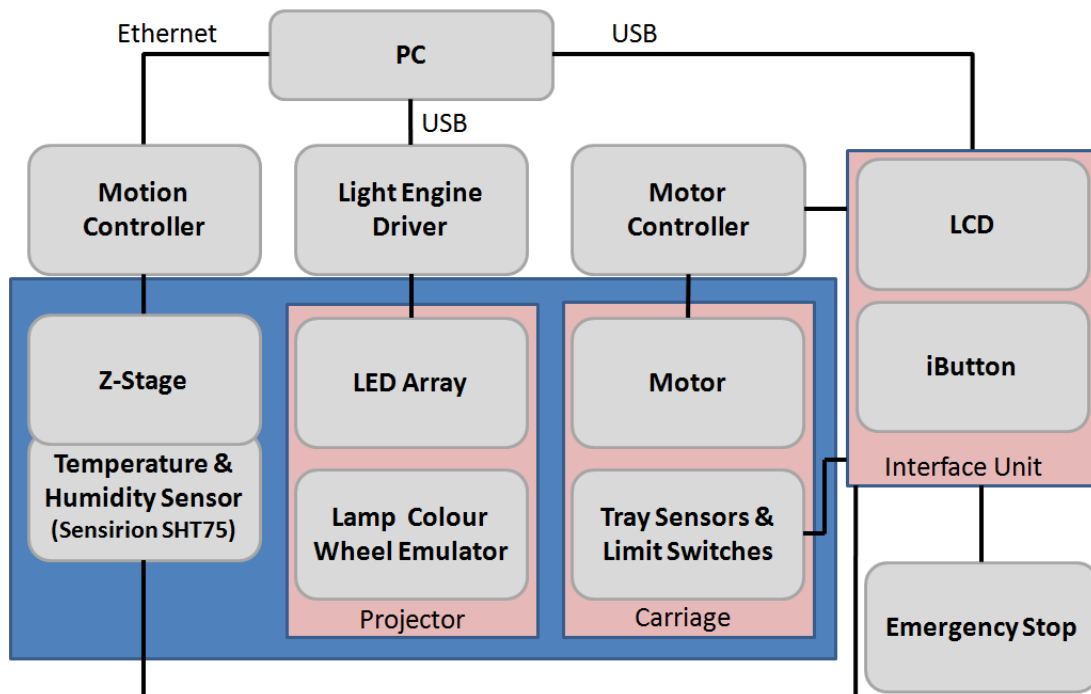 Ethernet
PC
USB
USB
Motion
Controller
Light Engine
Driver
Motor
Controller
LCD
Z-Stage
LED Array
Motor
iButton
Temperature &
Humidity Sensor
(Sensirion SHT75)
Lamp Colour
Wheel Emulator
Tray Sensors &
Limit Switches
Interface Unit
Projector
Carriage
Emergency Stop